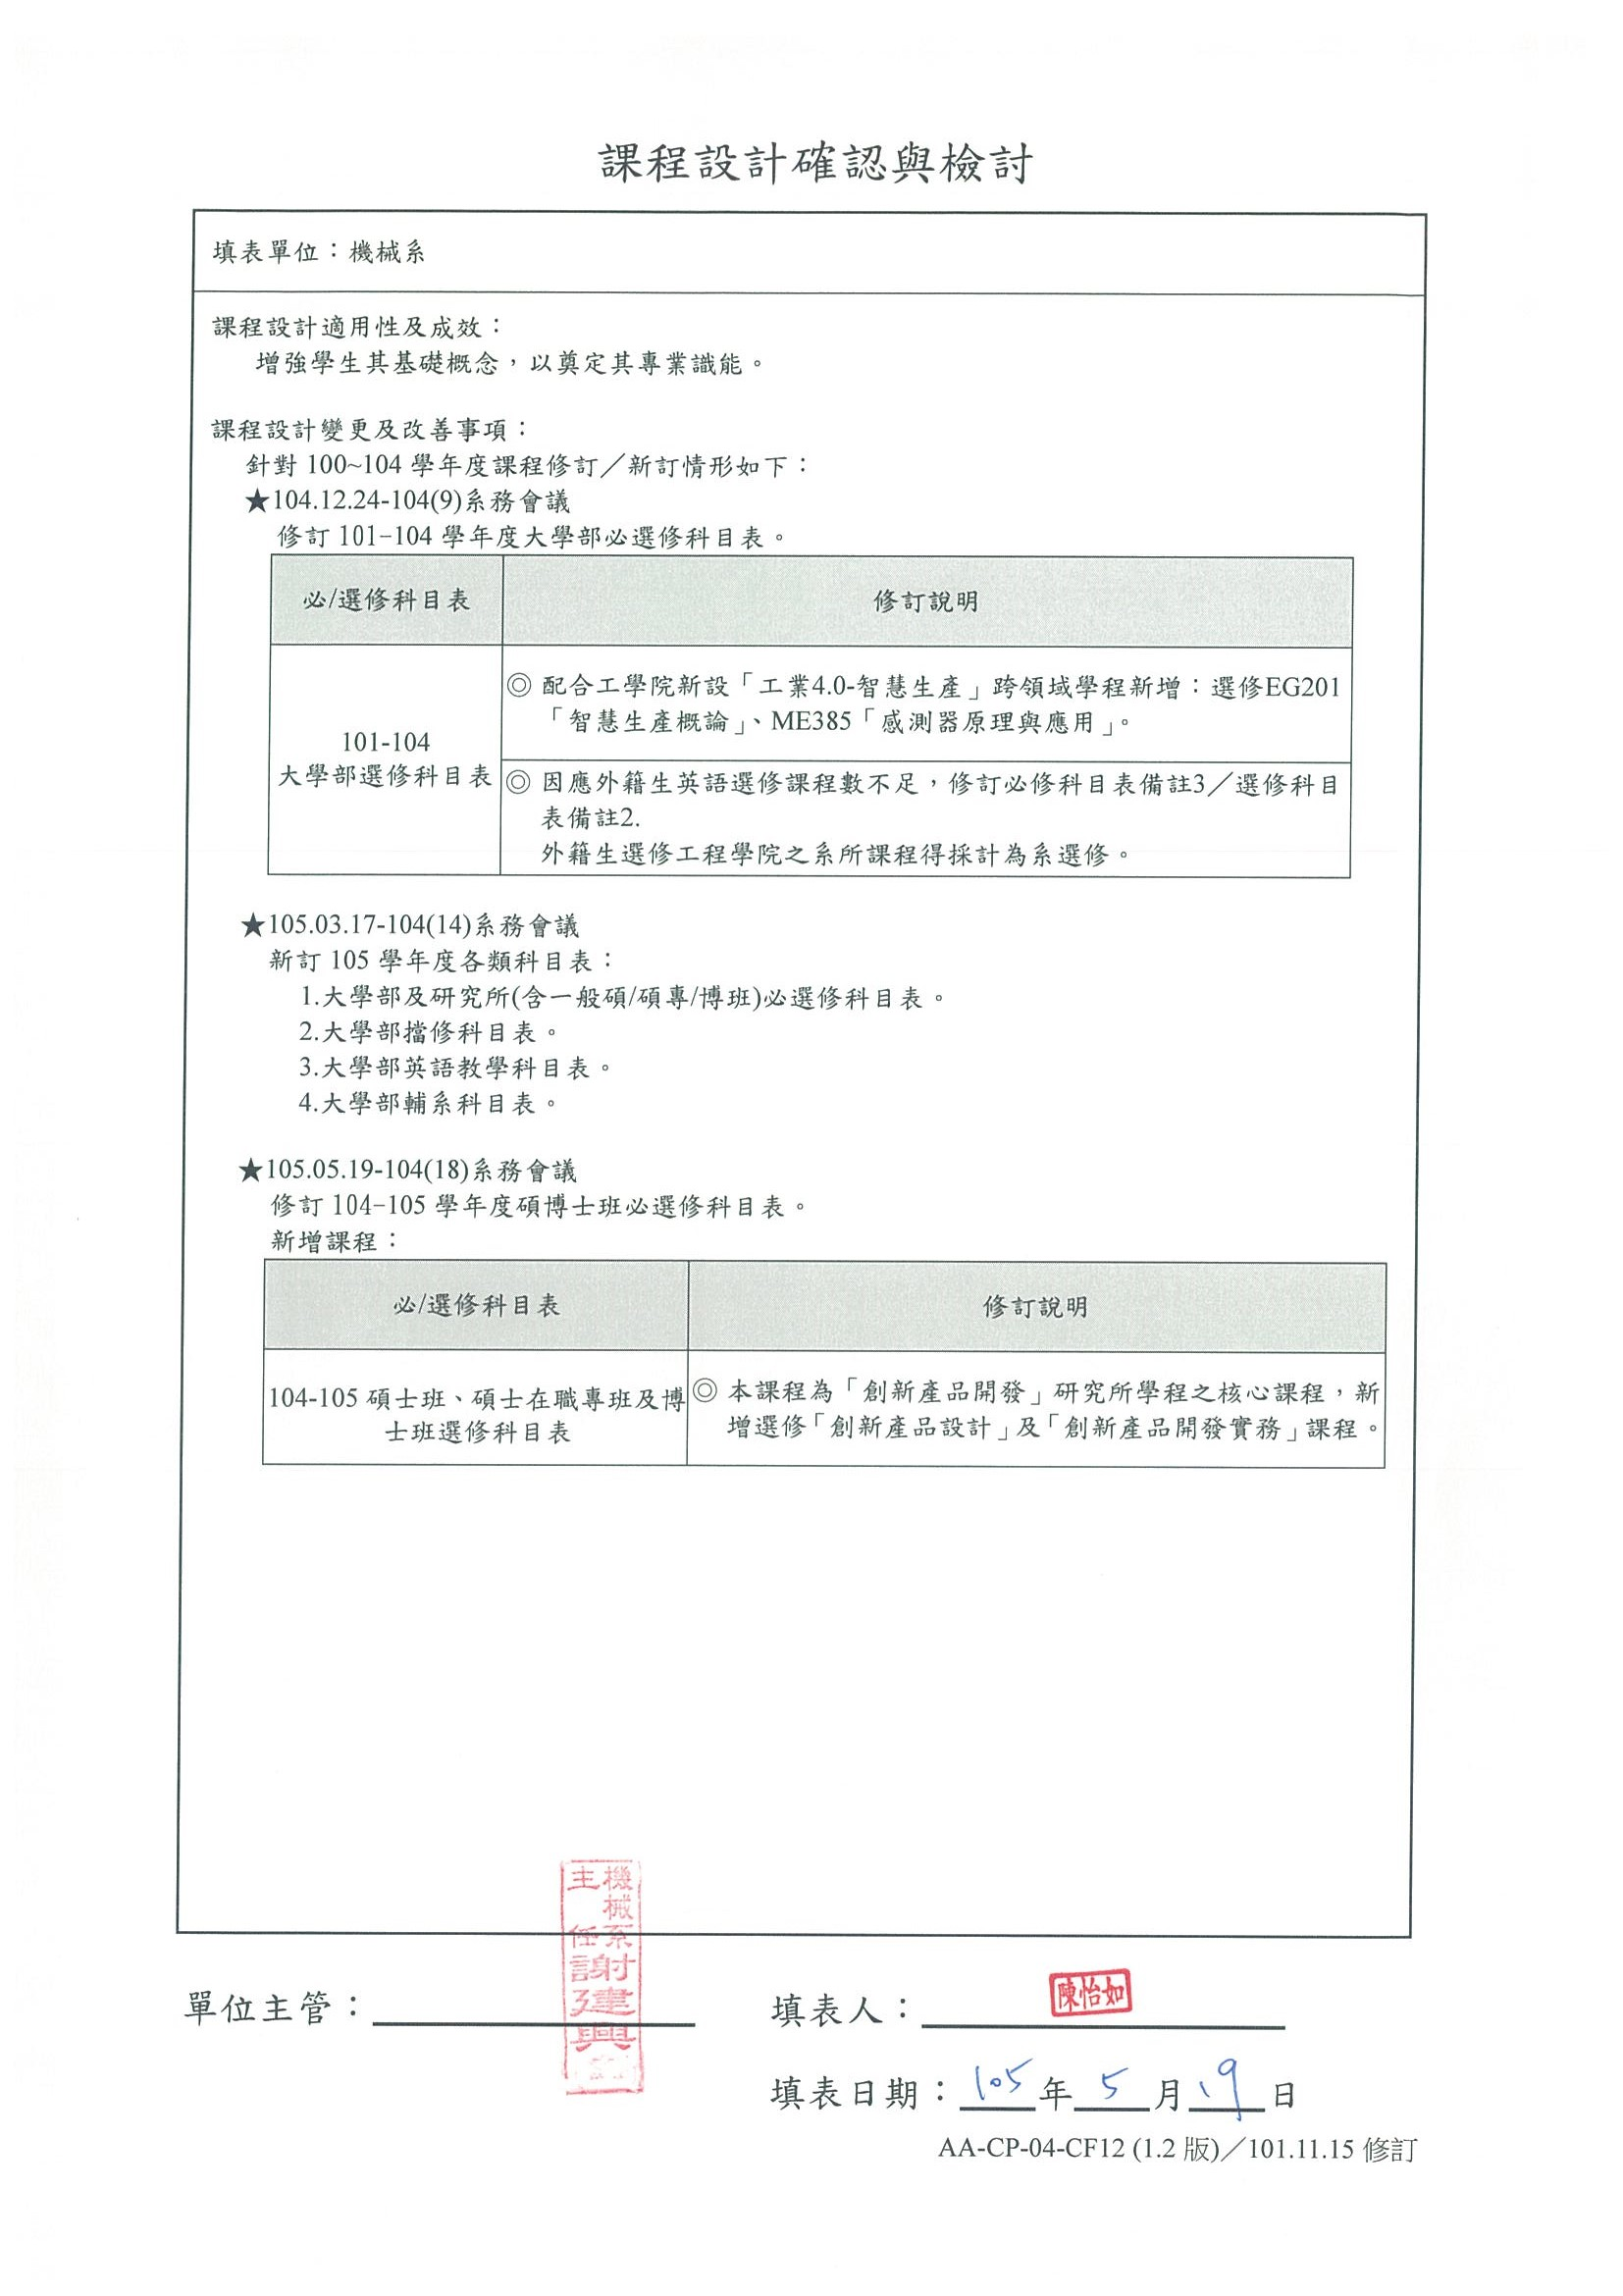 課程設計確認與檢討
填表單位：機械系
課程設計適用性及成效：
增強學生其基礎概念，以奠定其專業識能。
課程設計變更及改善事項：
針對 100~104 學年度課程修訂／新訂情形如下：
★104.12.24-104(9)系務會議
修訂 101-104 學年度大學部必選修科目表。
必/選修科目表
修訂說明
101-104
大學部選修科目表
◎ 配合工學院新設「工業4.0-智慧生產」跨領域學程新增：選修EG201
「智慧生產概論」、ME385「感測器原理與應用」。
◎ 因應外籍生英語選修課程數不足，修訂必修科目表備註3／選修科目
表備註2.
外籍生選修工程學院之系所課程得採計為系選修。
★105.03.17-104(14)系務會議
新訂 105 學年度各類科目表：
1.大學部及研究所(含一般碩/碩專/博班)必選修科目表。
2.大學部擋修科目表。
3.大學部英語教學科目表。
4.大學部輔系科目表。
★105.05.19-104(18)系務會議
修訂 104-105 學年度碩博士班必選修科目表。
新增課程：
必/選修科目表
修訂說明
104-105 碩士班、碩士在職專班及博
士班選修科目表
◎ 本課程為「創新產品開發」研究所學程之核心課程，新
增選修「創新產品設計」及「創新產品開發實務」課程。
單位主管：
機械系
主任
謝建興
填表人：
陳怡如
填表日期：105年5月19日
AA-CP-04-CF12 (1.2 版)／101.11.15 修訂